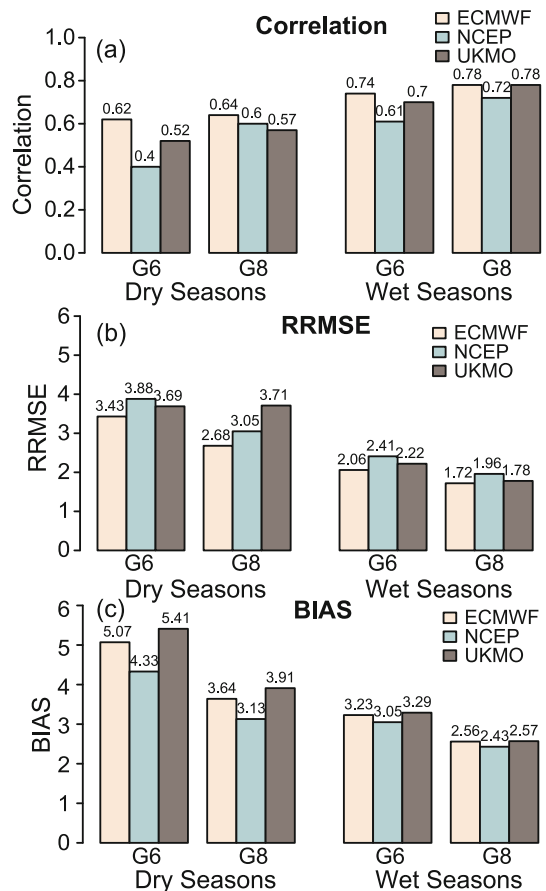 Correlation
(a)
ECMWF
NCEP
UKMO
Correlation
1.0
0.8
0.6
0.4
0.2
0.0
0.62
0.4
0.52
0.64
0.6
0.57
0.74
0.61
0.7
0.78
0.72
0.78
G6
G8
G6
G8
Dry Seasons
Wet Seasons
RRMSE
(b)
ECMWF
NCEP
UKMO
RRMSE
6
5
4
3
2
1
0
3.43
3.88
3.69
2.68
3.05
3.71
2.06
2.41
2.22
1.72
1.96
1.78
G6
G8
G6
G8
Dry Seasons
Wet Seasons
BIAS
(c)
ECMWF
NCEP
UKMO
BIAS
6
5
4
3
2
1
0
5.07
4.33
5.41
3.64
3.13
3.91
3.23
3.05
3.29
2.56
2.43
2.57
G6
G8
G6
G8
Dry Seasons
Wet Seasons